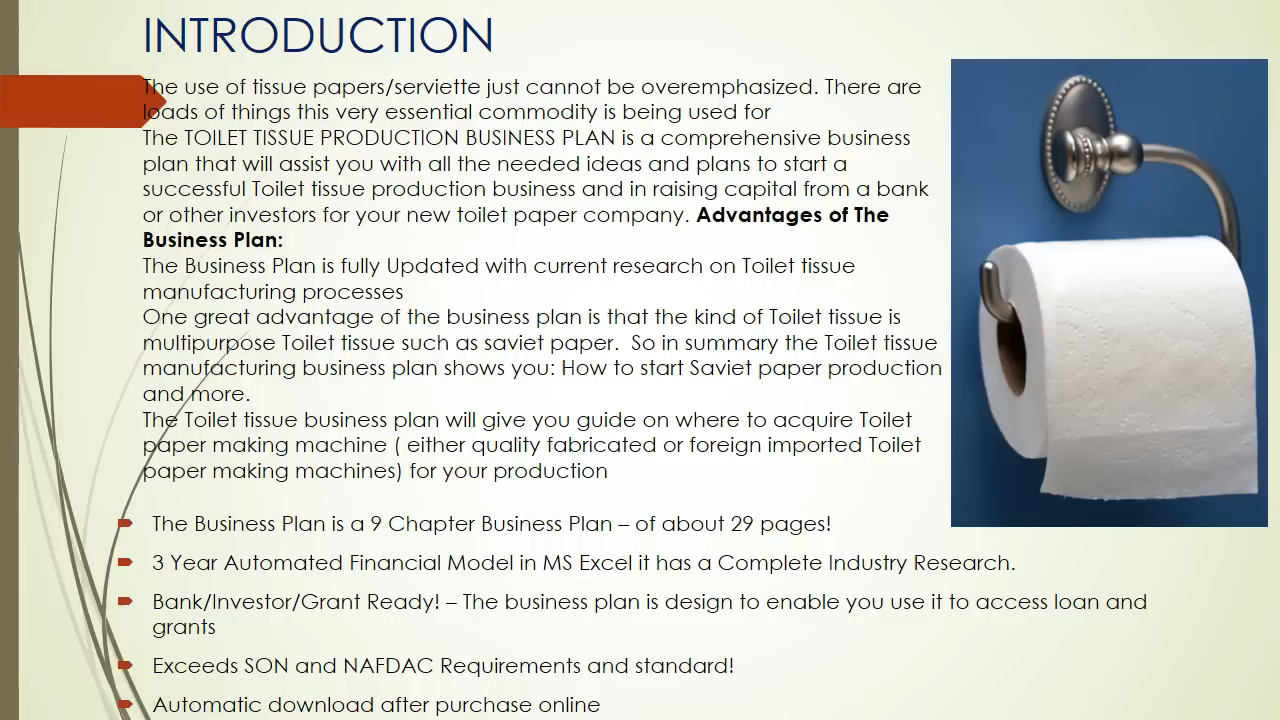 INTRODUCTION
The use of tissue papers/serviette just cannot be overemphasized. There are
loads of things this very essential commodity is being used for
The TOILET TISSUE PRODUCTION BUSINESS PLAN is a comprehensive business
plan that will assist you with all the needed ideas and plans to start a
successful Toilet tissue production business and in raising capital from a bank
or other investors for your new toilet paper company. Advantages of The
Business Plan:
The Business Plan is fully Updated with current research on Toilet tissue
manufacturing processes
One great advantage of the business plan is that the kind of Toilet tissue is
multipurpose Toilet tissue such as saviet paper.  So in summary the Toilet tissue
manufacturing business plan shows you: How to start Saviet paper production
and more.
The Toilet tissue business plan will give you guide on where to acquire Toilet
paper making machine ( either quality fabricated or foreign imported Toilet
paper making machines) for your production
The Business Plan is a 9 Chapter Business Plan – of about 29 pages!
3 Year Automated Financial Model in MS Excel it has a Complete Industry Research.
Bank/Investor/Grant Ready! – The business plan is design to enable you use it to access loan and
grants
Exceeds SON and NAFDAC Requirements and standard!
Automatic download after purchase online